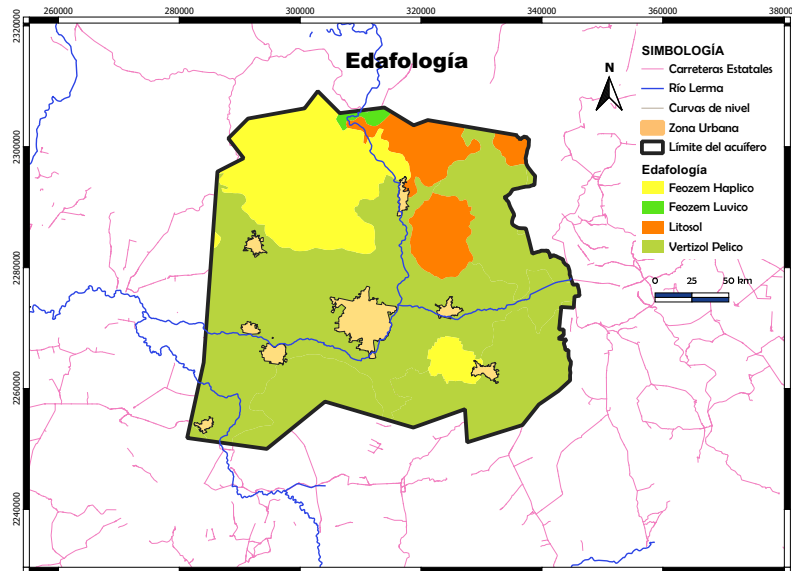 260000 280000 300000 320000 340000 360000 38000
2320000
2300000
2280000
2260000
2240000
Edafología
N
SIMBOLOGÍA
Carreteras Estatales
Río Lerma
Curvas de nivel
Zona Urbana
Límite del acuífero
Edafología
Feozem Haplico
Feozem Luvico
Litosol
Vertizol Pelico
0 25 50 km